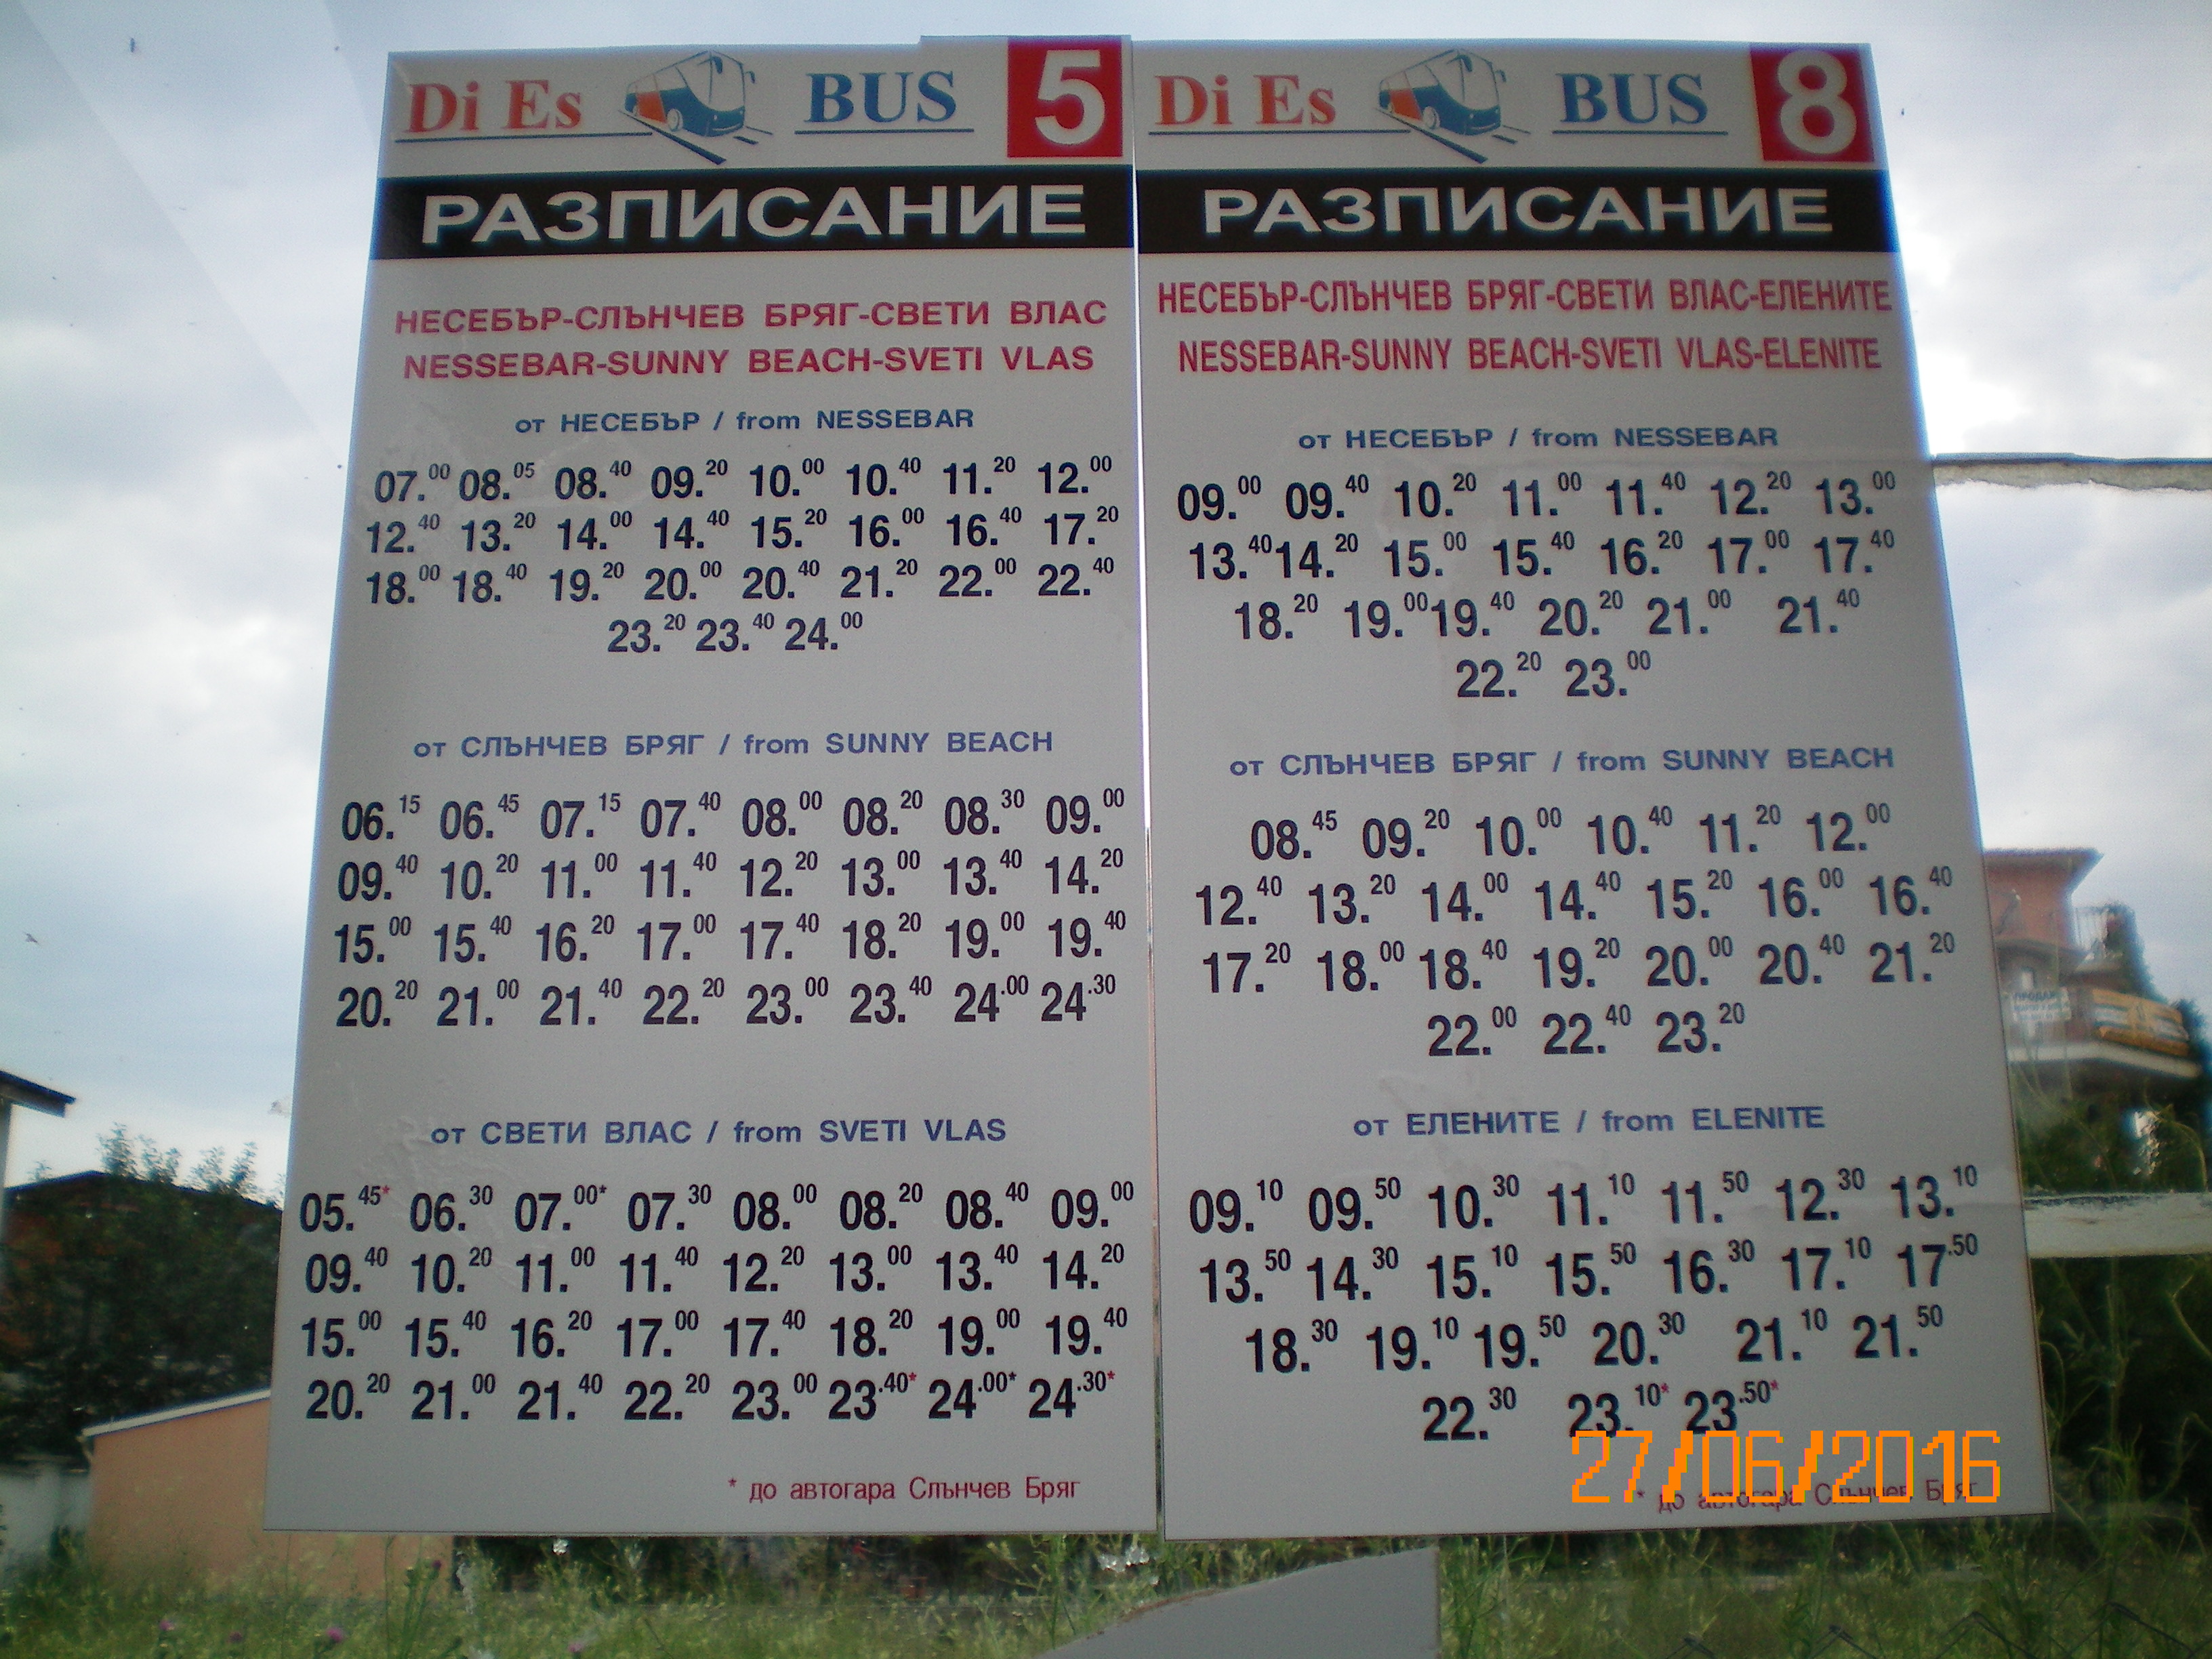 Di Es BUS 5
РАЗПИСАНИЕ
НЕСЕБЪР-СЛЪНЧЕВ БРЯГ-СВЕТИ ВЛАС
NESSEBAR-SUNNY BEACH-SVETI VLAS
от НЕСЕБЪР / from NESSEBAR
07.00 08.05 08.40 09.20 10.00 10.40 11.20 12.00
12.40 13.20 14.00 14.40 15.20 16.00 16.40 17.20
18.00 18.40 19.20 20.00 20.40 21.20 22.00 22.40
23.20 23.40 24.00
от СЛЪНЧЕВ БРЯГ / from SUNNY BEACH
06.15 06.45 07.15 07.40 08.00 08.20 08.30 09.00
09.40 10.20 11.00 11.40 12.20 13.00 13.40 14.20
15.00 15.40 16.20 17.00 17.40 18.20 19.00 19.40
20.20 21.00 21.40 22.20 23.00 23.40 24.00 24.30
от СВЕТИ ВЛАС / from SVETI VLAS
05.45* 06.30 07.00* 07.30 08.00 08.20 08.40 09.00
09.40 10.20 11.00 11.40 12.20 13.00 13.40 14.20
15.00 15.40 16.20 17.00 17.40 18.20 19.00 19.40
20.20 21.00 21.40 22.20 23.00 23.40* 24.00* 24.30*
* до автогара Слънчев Бряг
Di Es BUS 8
РАЗПИСАНИЕ
НЕСЕБЪР-СЛЪНЧЕВ БРЯГ-СВЕТИ ВЛАС-ЕЛЕНИТЕ
NESSEBAR-SUNNY BEACH-SVETI VLAS-ELENITE
от НЕСЕБЪР / from NESSEBAR
09.00 09.40 10.20 11.00 11.40 12.20 13.00
13.40 14.20 15.00 15.40 16.20 17.00 17.40
18.20 19.00 19.40 20.20 21.00 21.40
22.20 23.00
от СЛЪНЧЕВ БРЯГ / from SUNNY BEACH
08.45 09.20 10.00 10.40 11.20 12.00
12.40 13.20 14.00 14.40 15.20 16.00 16.40
17.20 18.00 18.40 19.20 20.00 20.40 21.20
22.00 22.40 23.20
от ЕЛЕНИТЕ / from ELENITE
09.10 09.50 10.30 11.10 11.50 12.30 13.10
13.50 14.30 15.10 15.50 16.30 17.10 17.50
18.30 19.10 19.50 20.30 21.10 21.50
22.30 23.10* 23.50*
* до автогара Слънчев Бряг
27/06/2016